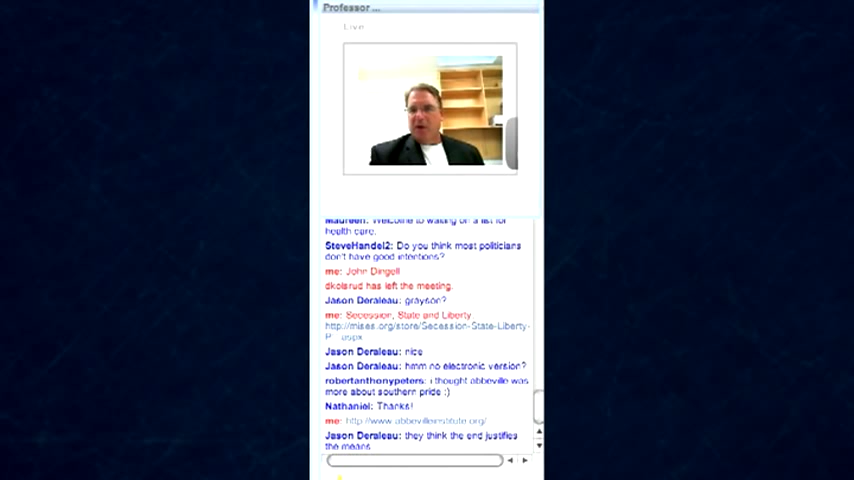 Professor ...
Live
Maureen: Welcome to waiting on a list for
health care.
SteveHandel2: Do you think most politicians
don't have good intentions?
me: John Dingell
dkolsrud has left the meeting.
Jason Deraleau: grayson?
me: Secession, State and Liberty
http://mises.org/store/Secession-State-Liberty-
P...aspx
Jason Deraleau: nice
Jason Deraleau: hmm no electronic version?
robertanthonypeters: i thought abbeville was
more about southern pride :)
Nathaniel: Thanks!
me: http://www.abbevilleinstitute.org/
Jason Deraleau: they think the end justifies
the means